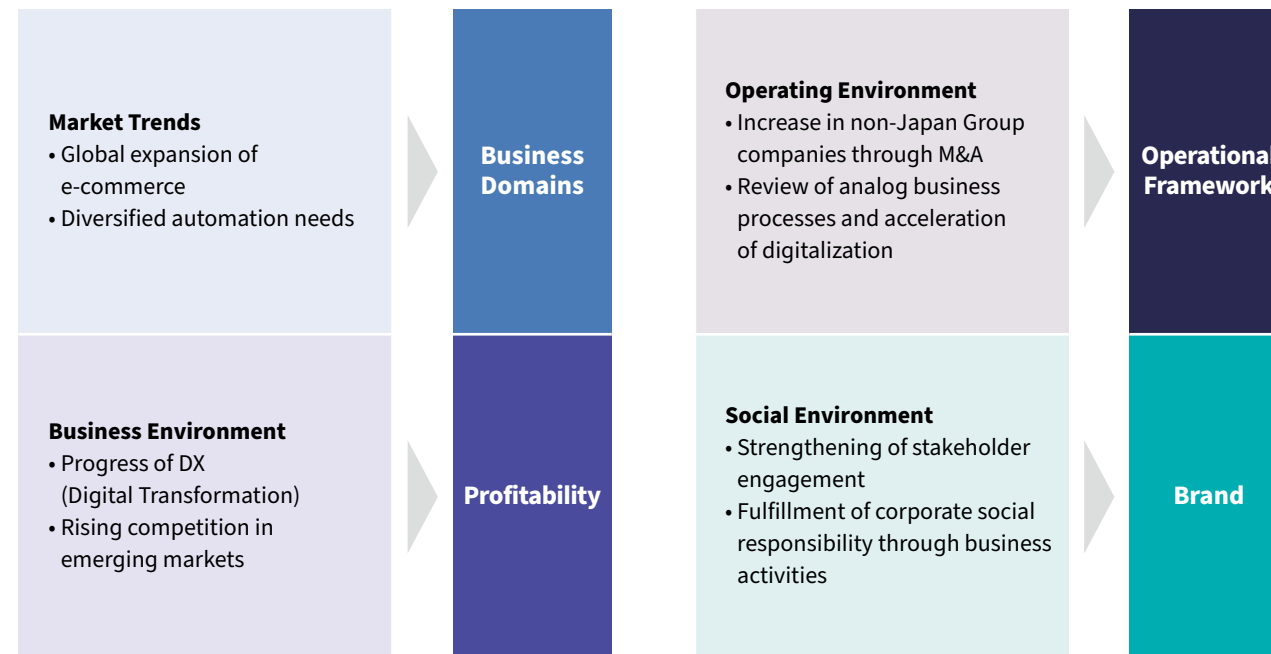 Market Trends
• Global expansion of
e-commerce
• Diversified automation needs
Business
Domains
Operating Environment
• Increase in non-Japan Group
companies through M&A
• Review of analog business
processes and acceleration
of digitalization
Operational
Framework
Business Environment
• Progress of DX
(Digital Transformation)
• Rising competition in
emerging markets
Profitability
Social Environment
• Strengthening of stakeholder
engagement
• Fulfillment of corporate social
responsibility through business
activities
Brand